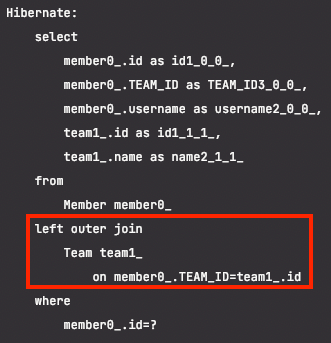 Hibernate:
select
member0_.id as id1_0_0_,
member0_.TEAM_ID as TEAM_ID3_0_0_,
member0_.username as username2_0_0_,
team1_.id as id1_1_1_,
team1_.name as name2_1_1_
from
Member member0_
left outer join
Team team1_
on member0_.TEAM_ID=team1_.id
where
member0_.id=?